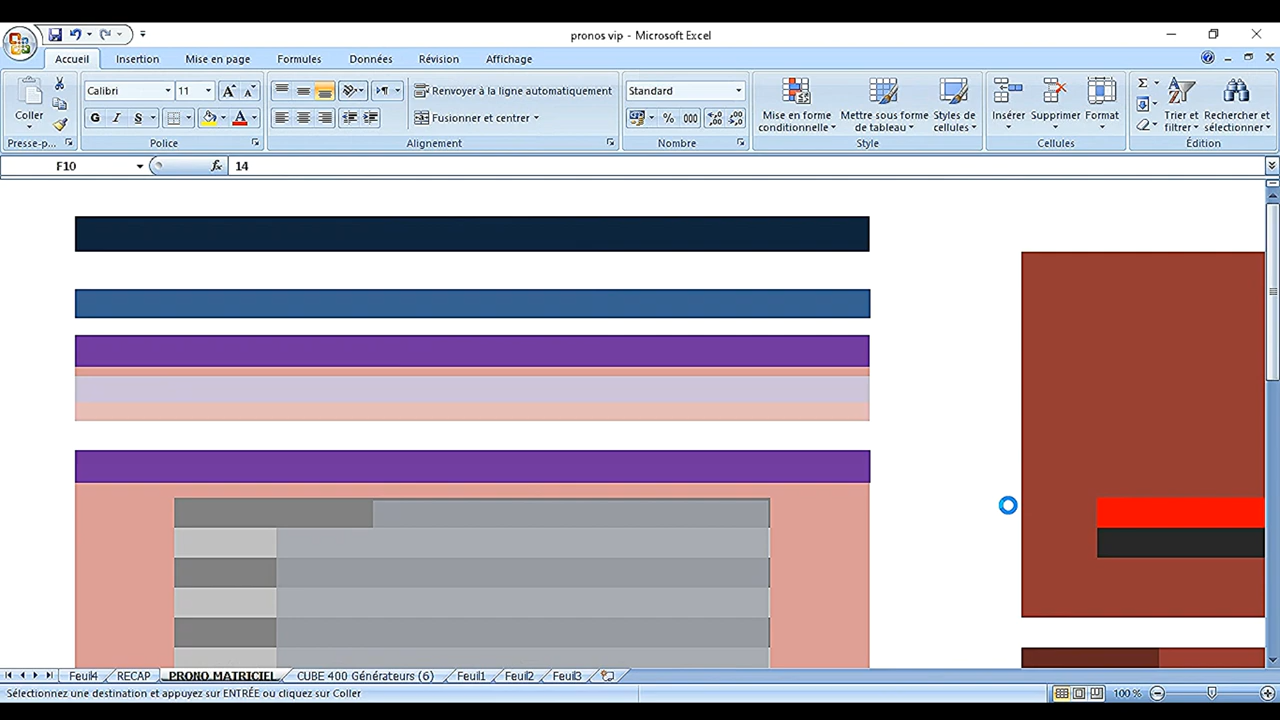 pronos vip - Microsoft Excel
Accueil Insertion Mise en page Formules Données Révision Affichage
Calibri 11 Renvoyer à la ligne automatiquement Standard
Coller G I S Fusionner et centrer % 000 Mise en forme conditionnelle Mettre sous forme de tableau Styles de cellules Insérer Supprimer Format Trier et filtrer Rechercher et sélectionner
Presse-p... Police Alignement Nombre Style Cellules Édition
F10 fx 14
Feuil4 RECAP PRONO MATRICIEL CUBE 400 Générateurs (6) Feuil1 Feuil2 Feuil3
Sélectionnez une destination et appuyez sur ENTRÉE ou cliquez sur Coller 100 %